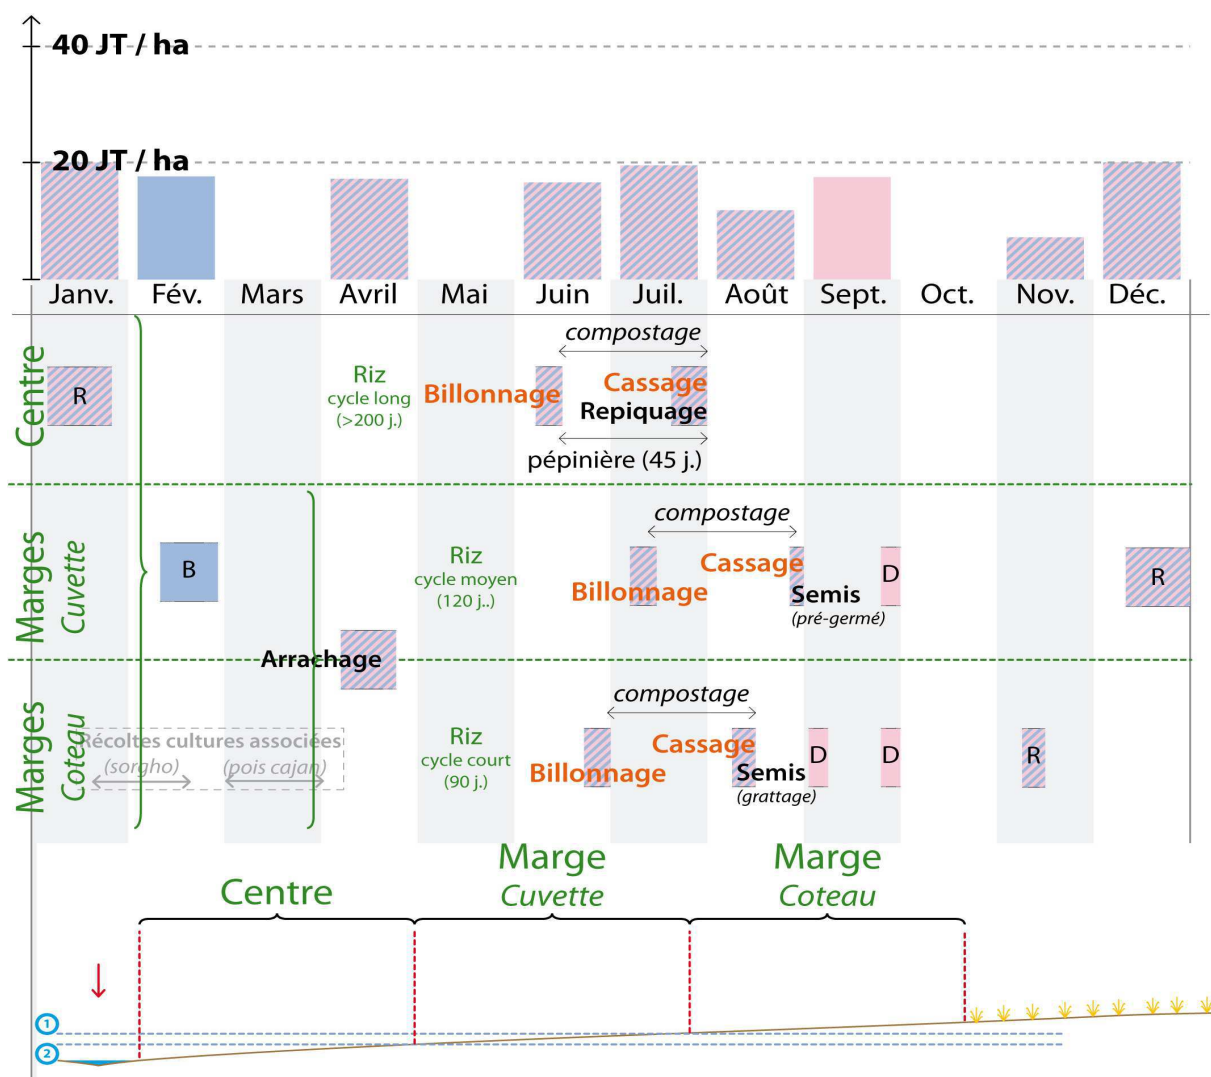 40 JT / ha
20 JT / ha
Janv. Fév. Mars Avril Mai Juin Juil. Août Sept. Oct. Nov. Déc.
Centre
R
Riz
cycle long
(>200 j.)
Billonnage
compostage
Cassage
Repiquage
pépinière (45 j.)
Marges
Cuvette
B
Riz
cycle moyen
(120 j..)
Billonnage
compostage
Cassage
Semis
(pré-germé)
D
R
Arrachage
Marges
Coteau
Récoltes cultures associées
(sorgho)
(pois cajan)
Riz
cycle court
(90 j.)
Billonnage
compostage
Cassage
Semis
(grattage)
D
D
R
Centre
Marge
Cuvette
Marge
Coteau
1
2